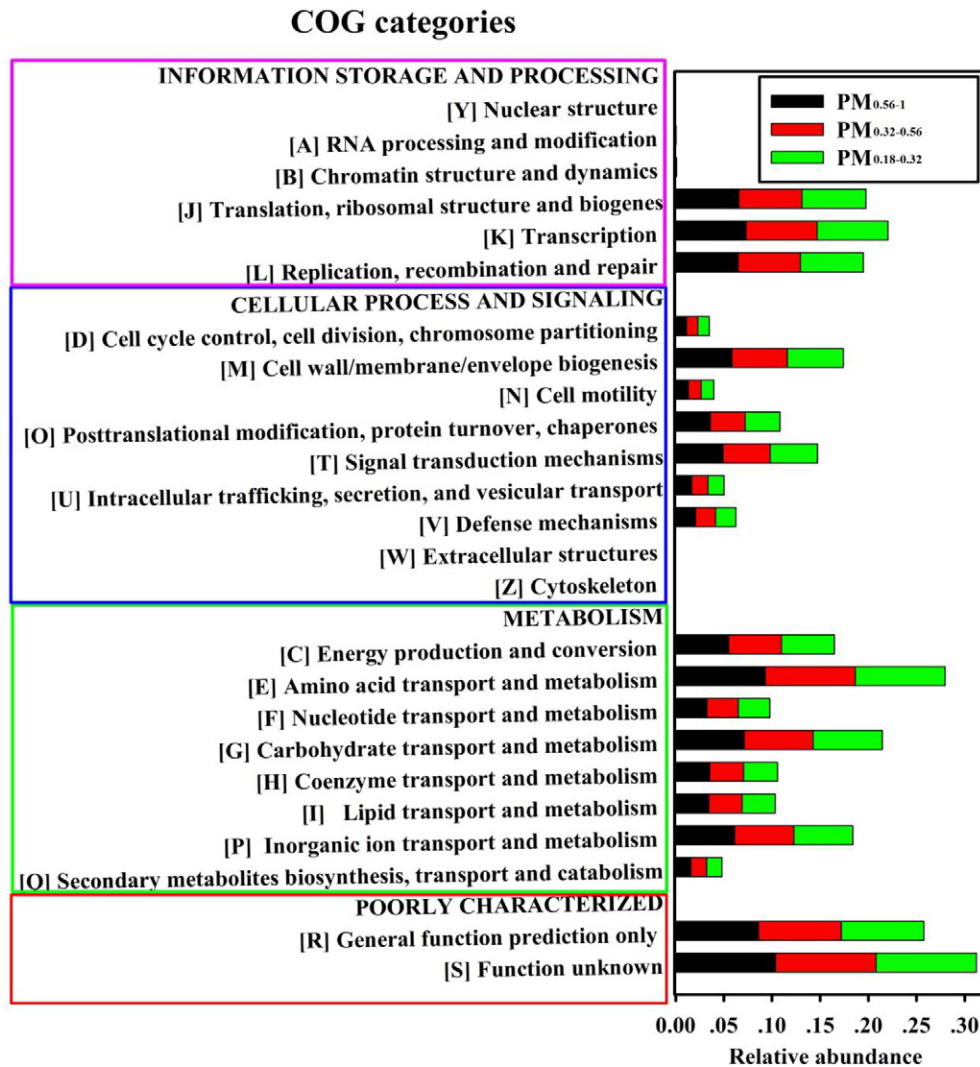 COG categories
INFORMATION STORAGE AND PROCESSING
[Y] Nuclear structure
[A] RNA processing and modification
[B] Chromatin structure and dynamics
[J] Translation, ribosomal structure and biogenes
[K] Transcription
[L] Replication, recombination and repair
CELLULAR PROCESS AND SIGNALING
[D] Cell cycle control, cell division, chromosome partitioning
[M] Cell wall/membrane/envelope biogenesis
[N] Cell motility
[O] Posttranslational modification, protein turnover, chaperones
[T] Signal transduction mechanisms
[U] Intracellular trafficking, secretion, and vesicular transport
[V] Defense mechanisms
[W] Extracellular structures
[Z] Cytoskeleton
METABOLISM
[C] Energy production and conversion
[E] Amino acid transport and metabolism
[F] Nucleotide transport and metabolism
[G] Carbohydrate transport and metabolism
[H] Coenzyme transport and metabolism
[I] Lipid transport and metabolism
[P] Inorganic ion transport and metabolism
[Q] Secondary metabolites biosynthesis, transport and catabolism
POORLY CHARACTERIZED
[R] General function prediction only
[S] Function unknown
PM0.56-1
PM0.32-0.56
PM0.18-0.32
0.00 .05 .10 .15 .20 .25 .30
Relative abundance